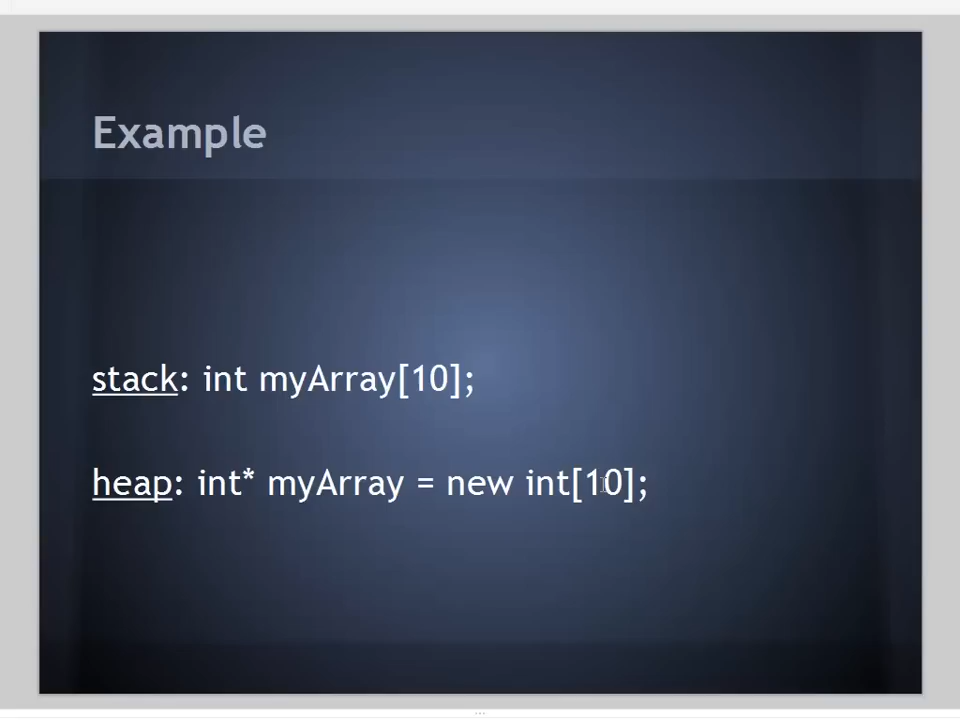 Example
stack: int myArray[10];
heap: int* myArray = new int[10];